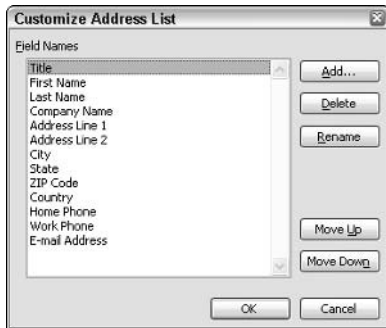 Customize Address List
Field Names
Title
First Name
Last Name
Company Name
Address Line 1
Address Line 2
City
State
ZIP Code
Country
Home Phone
Work Phone
E-mail Address
Add...
Delete
Rename
Move Up
Move Down
OK
Cancel